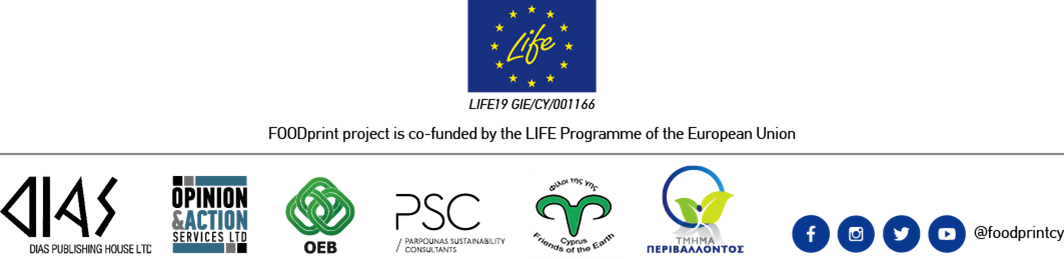 Life
LIFE19 GIE/CY/001166
FOODprint project is co-funded by the LIFE Programme of the European Union
DIAS
DIAS PUBLISHING HOUSE LTD
OPINION
&ACTION
SERVICES LTD
OEB
PSC
/ PARPOUNAS SUSTAINABILITY
CONSULTANTS
Φίλοι της γης
Cyprus
Friends of the Earth
ΤΜΗΜΑ
ΠΕΡΙΒΑΛΛΟΝΤΟΣ
@foodprintcy